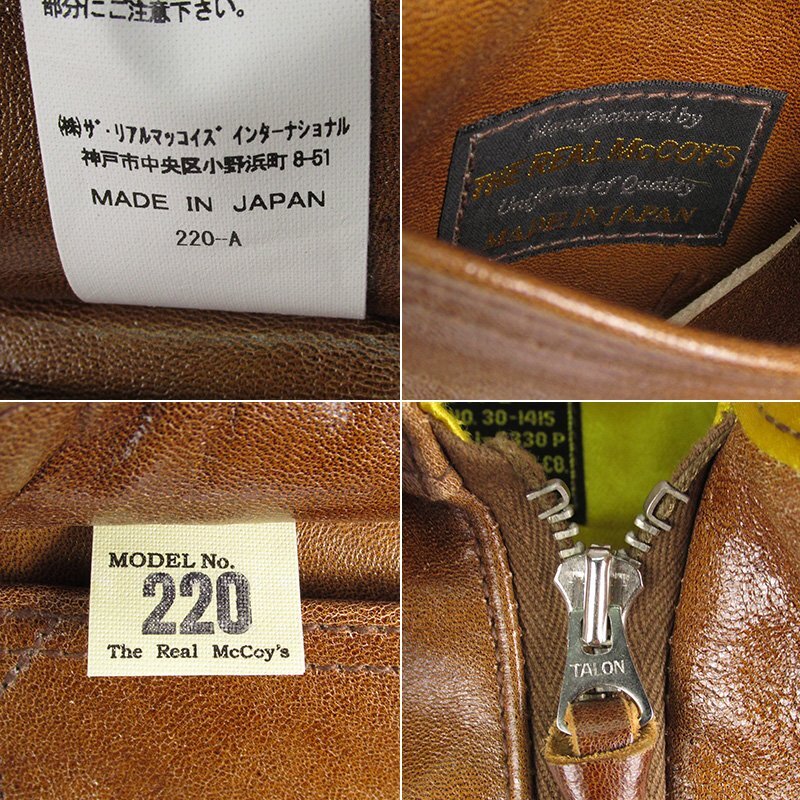 部分にご注意下さい。
(株)ｻﾞ･ﾘｱﾙﾏｯｺｲｽﾞ ｲﾝﾀｰﾅｼｮﾅﾙ
神戸市中央区小野浜町 8-51
MADE IN JAPAN
220--A
Manufactured by
THE REAL McCOY'S
Uniforms of Quality
MADE IN JAPAN
MODEL No.
220
The Real McCoy's
NO. 30-1415
CO.
TALON